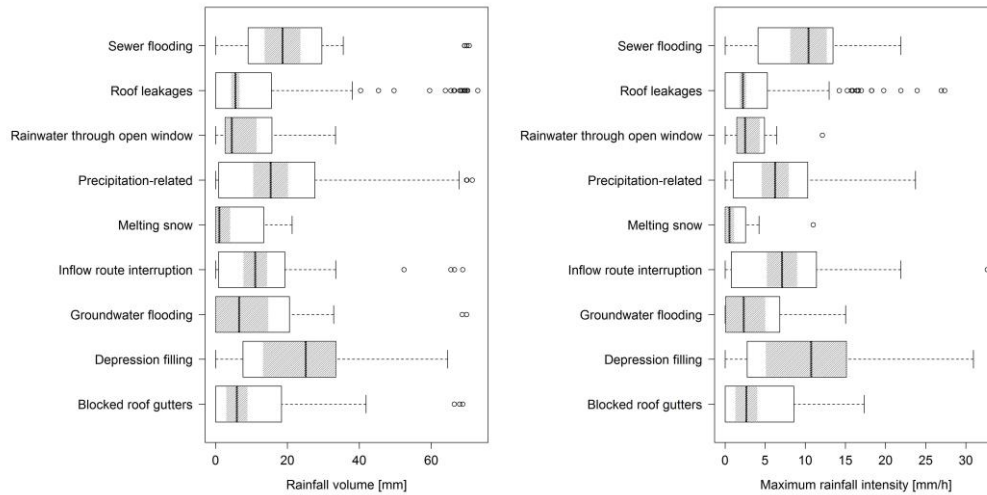 Sewer flooding
Roof leakages
Rainwater through open window
Precipitation-related
Melting snow
Inflow route interruption
Groundwater flooding
Depression filling
Blocked roof gutters
0 20 40 60
Rainfall volume [mm]
Sewer flooding
Roof leakages
Rainwater through open window
Precipitation-related
Melting snow
Inflow route interruption
Groundwater flooding
Depression filling
Blocked roof gutters
0 5 10 15 20 25 30
Maximum rainfall intensity [mm/h]